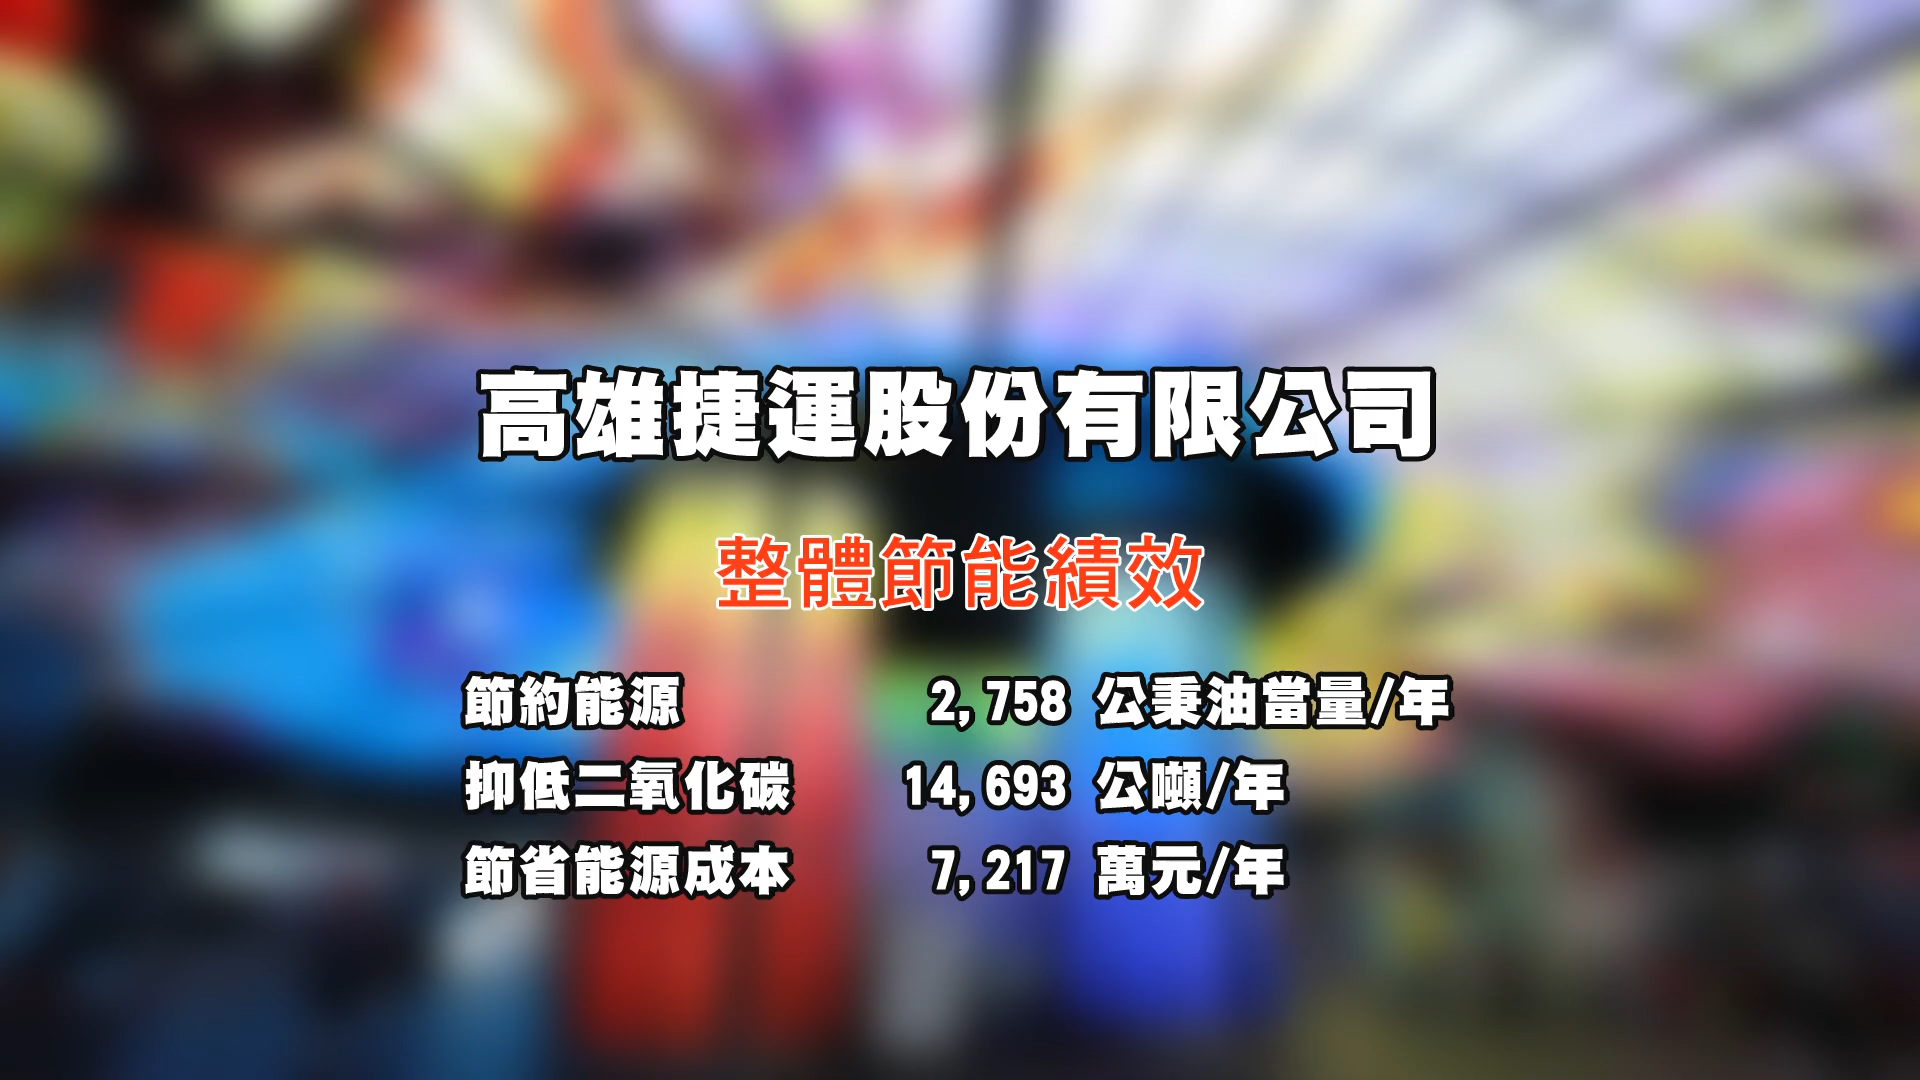 高雄捷運股份有限公司
整體節能績效
節約能源 2,758 公秉油當量/年
抑低二氧化碳 14,693 公噸/年
節省能源成本 7,217 萬元/年